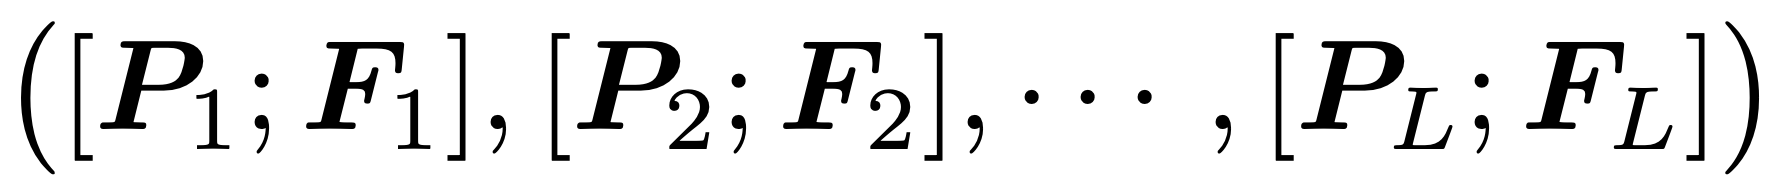 ([P₁; F₁], [P₂; F₂], ⋯ , [P_L; F_L])